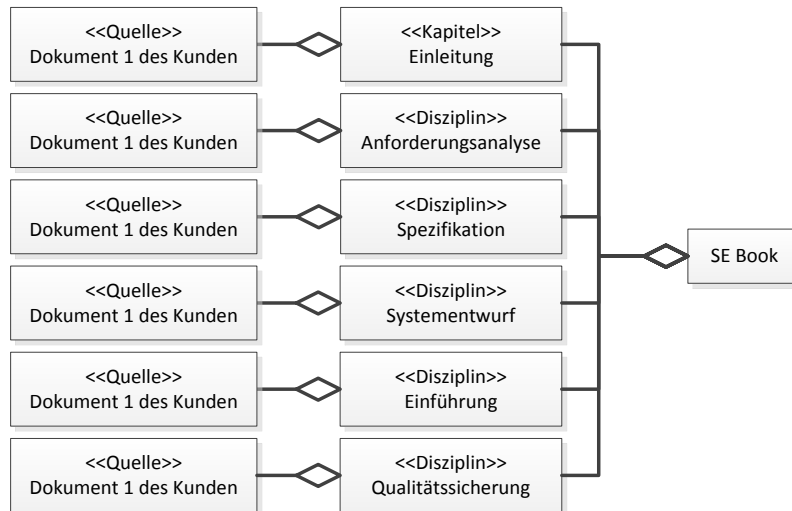 <<Quelle>>
Dokument 1 des Kunden
<<Kapitel>>
Einleitung
<<Quelle>>
Dokument 1 des Kunden
<<Disziplin>>
Anforderungsanalyse
<<Quelle>>
Dokument 1 des Kunden
<<Disziplin>>
Spezifikation
SE Book
<<Quelle>>
Dokument 1 des Kunden
<<Disziplin>>
Systementwurf
<<Quelle>>
Dokument 1 des Kunden
<<Disziplin>>
Einführung
<<Quelle>>
Dokument 1 des Kunden
<<Disziplin>>
Qualitätssicherung